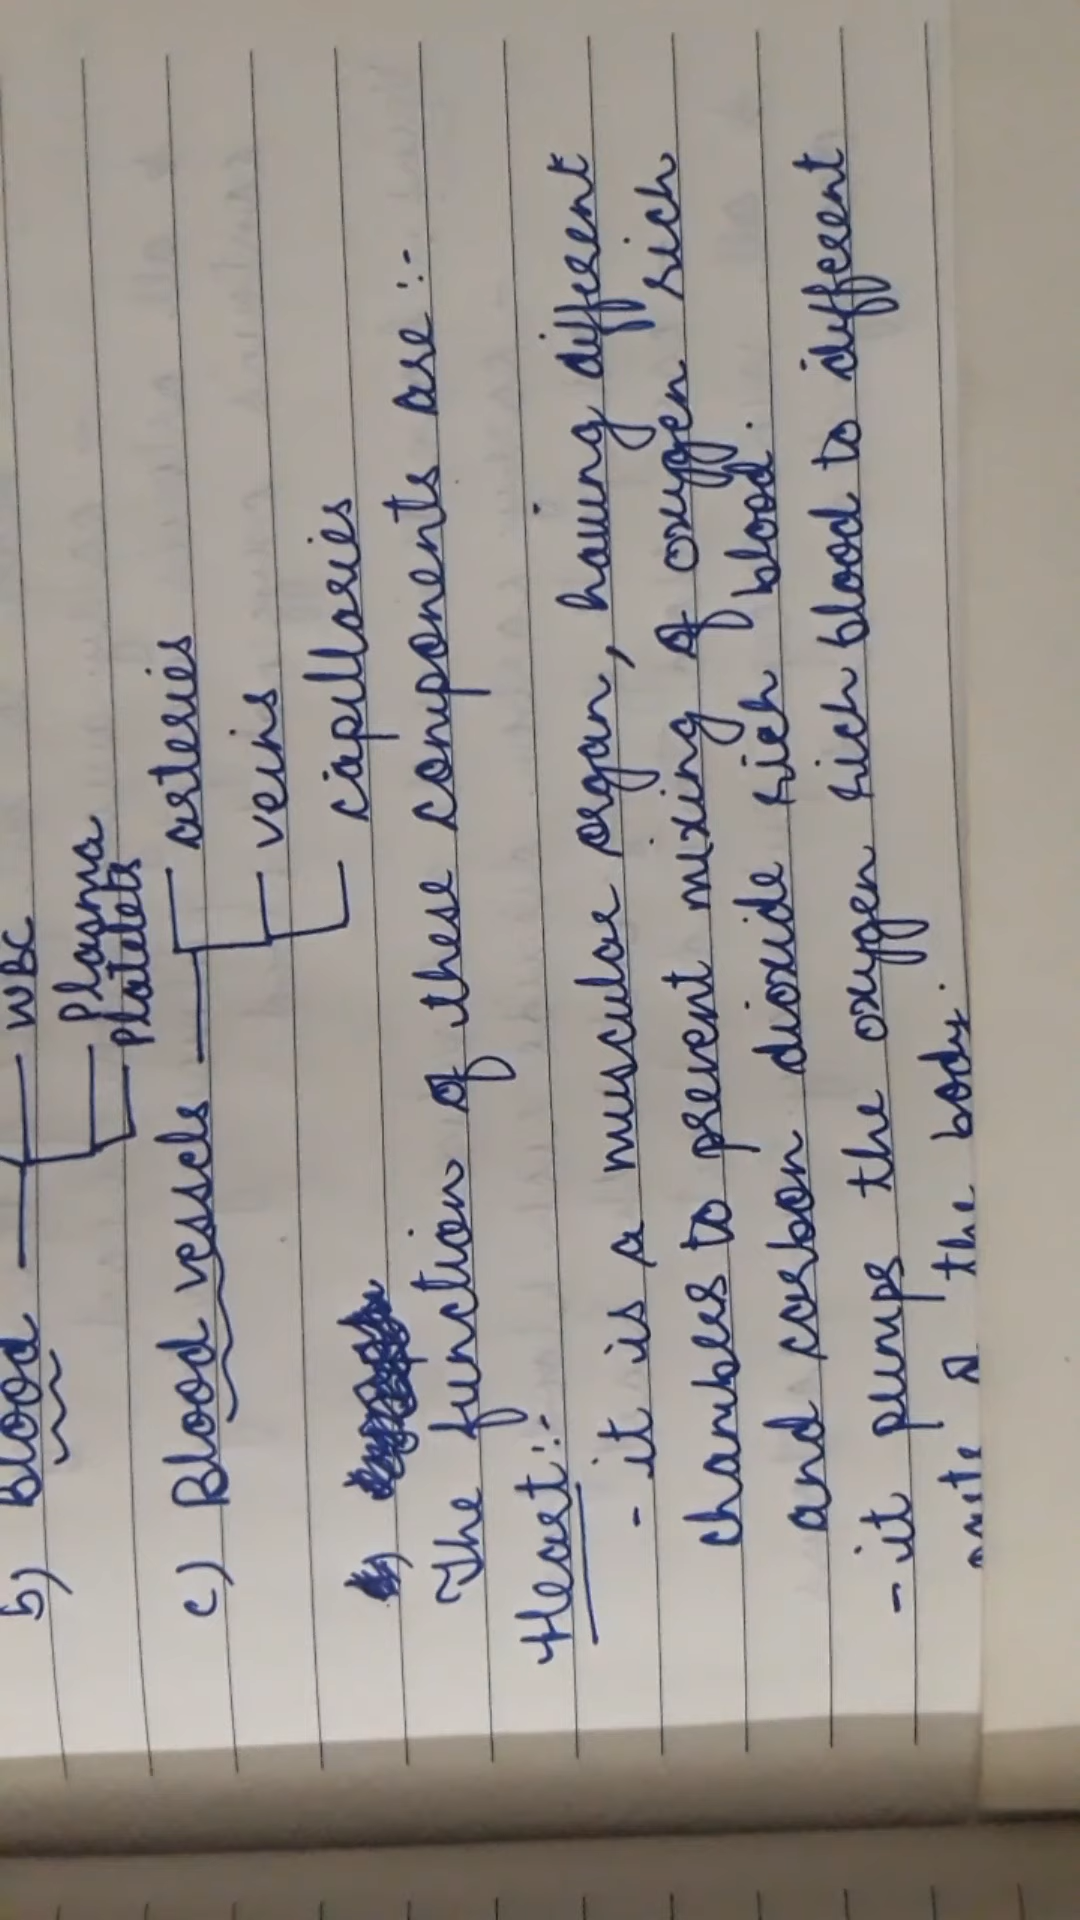 b) Blood WBC
Plasma
Platelets
c) Blood vessels arteries
veins
capillaries
The function of these components are :-
Heart :-
- it is a muscular organ, having different
chambers to prevent mixing of oxygen rich
and carbon dioxide rich blood.
- it pumps the oxygen rich blood to different
parts of the body.